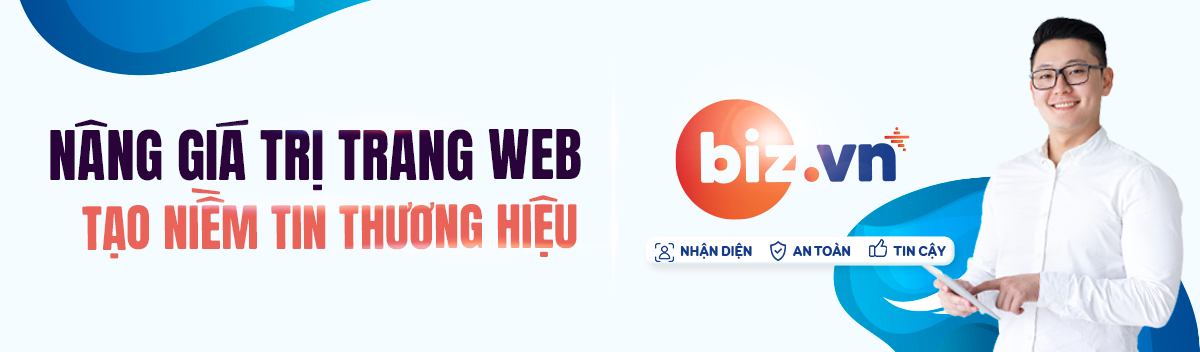 NÂNG GIÁ TRỊ TRANG WEB
TẠO NIỀM TIN THƯƠNG HIỆU
biz.vn
NHẬN DIỆN AN TOÀN TIN CẬY